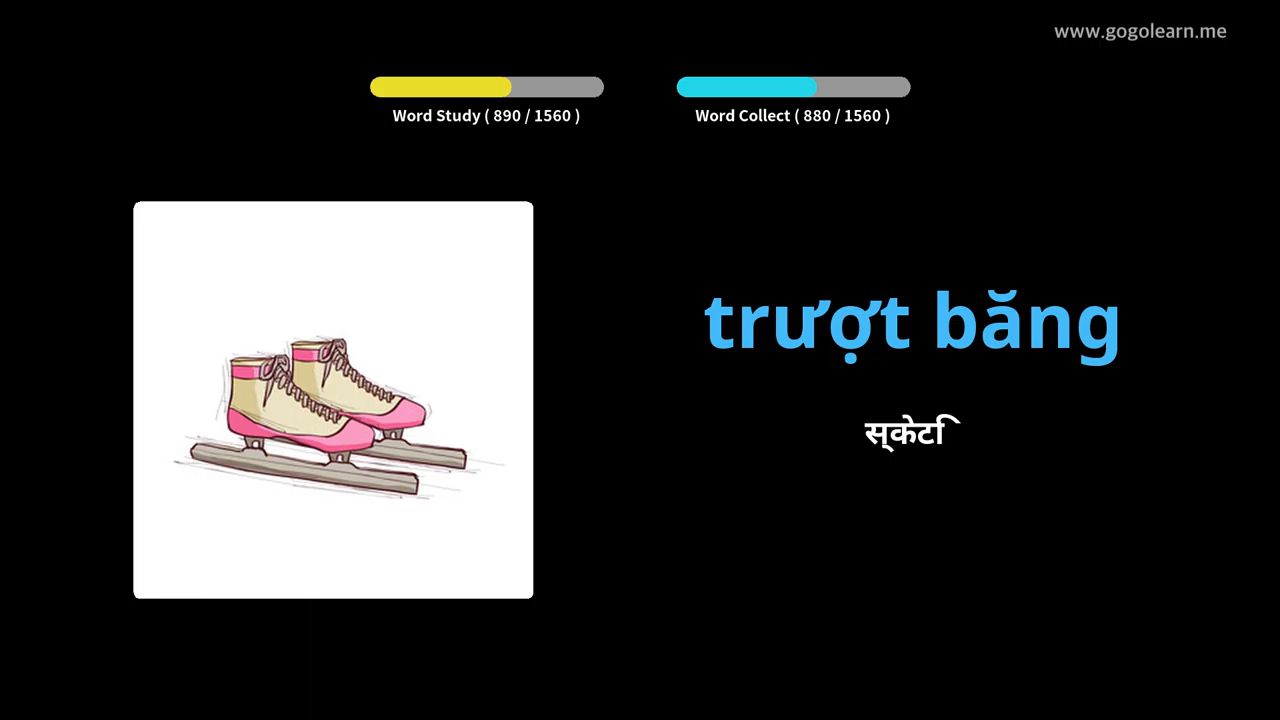 www.gogolearn.me
Word Study ( 890 / 1560 )
Word Collect ( 880 / 1560 )
trượt băng
स्केटि